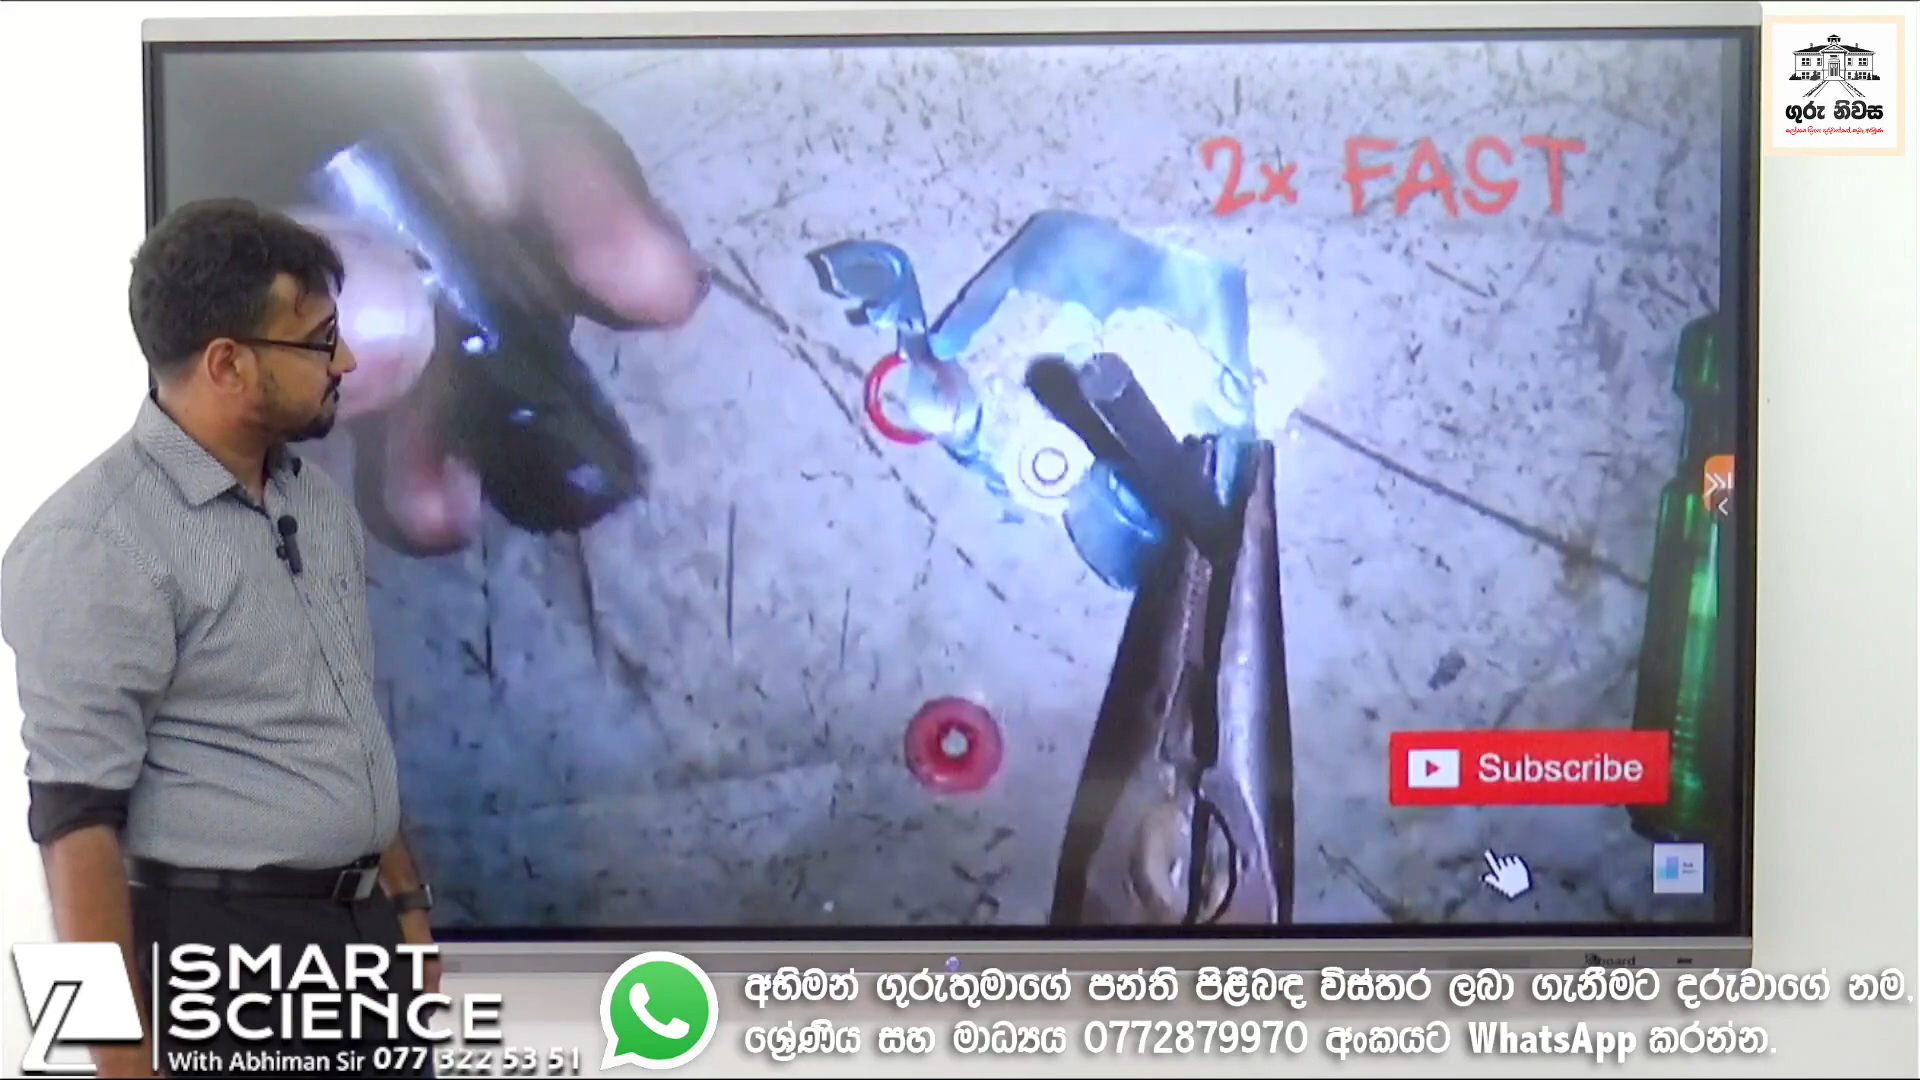 ගුරු නිවස
2x FAST
Subscribe
SMART
SCIENCE
With Abhiman Sir 077 322 53 51
අභිමන් ගුරුතුමාගේ පන්ති පිළිබඳ විස්තර ලබා ගැනීමට දරුවාගේ නම,
ශ්‍රේණිය සහ මාධ්‍යය 0772879970 අංකයට WhatsApp කරන්න.